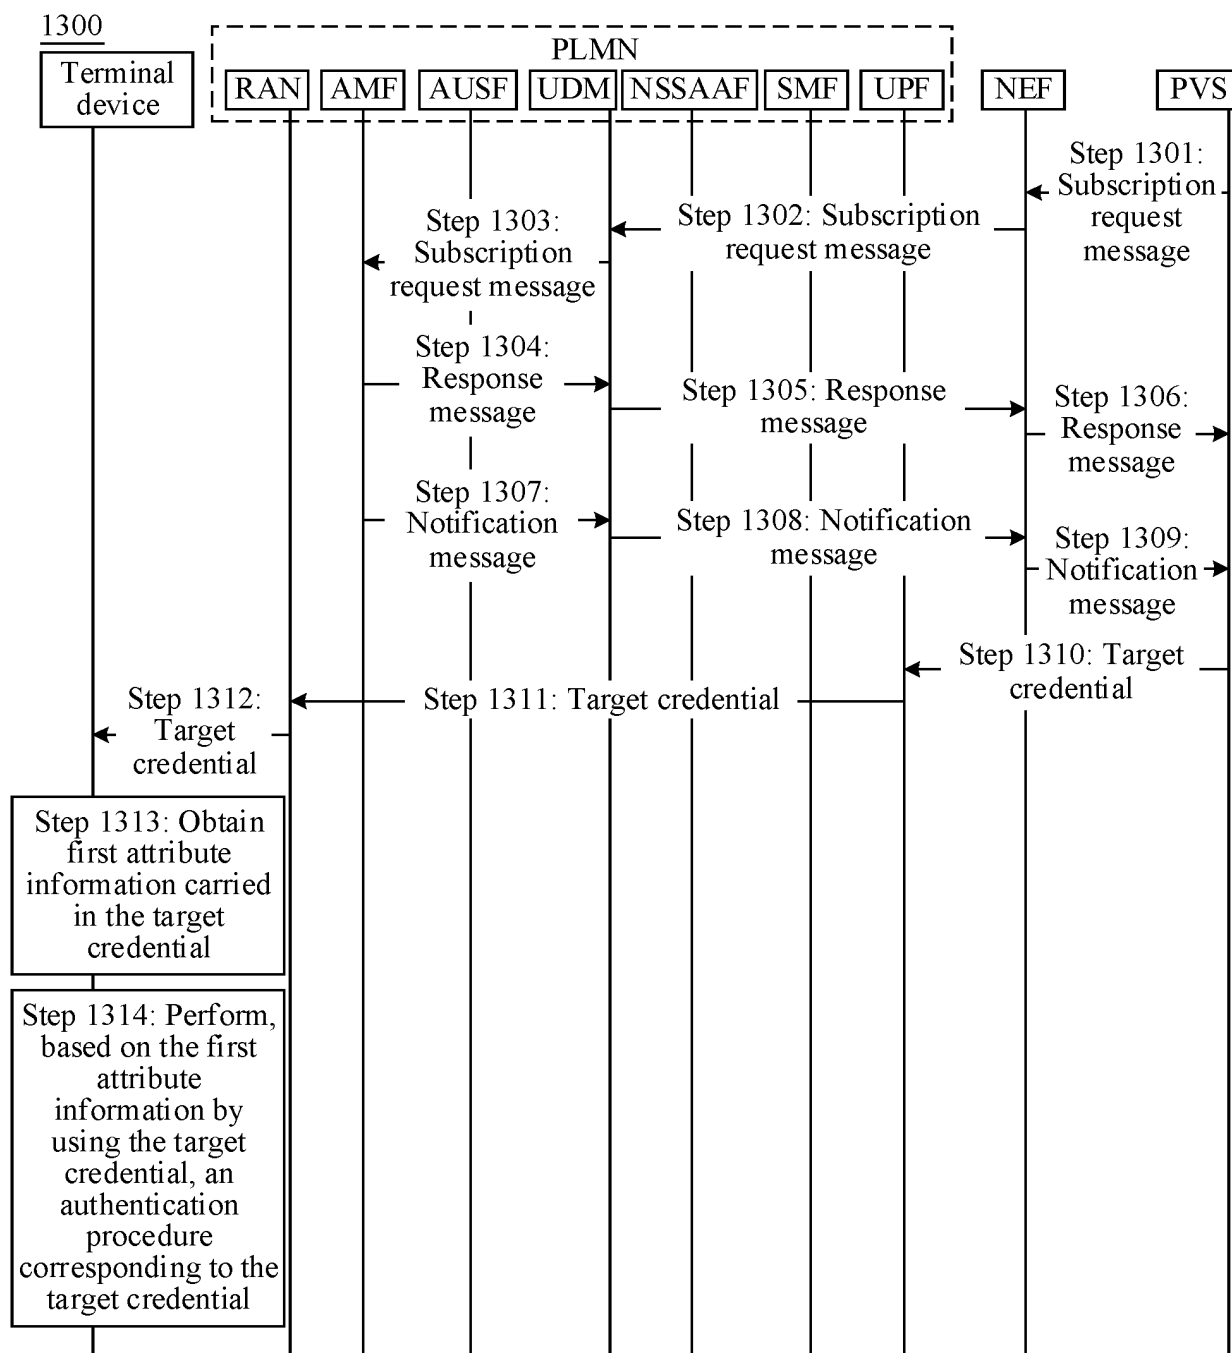 1300
PLMN
Terminal
device
RAN
AMF
AUSF
UDM
NSSAAF
SMF
UPF
NEF
PVS
Step 1301:
Subscription
request
message
Step 1302: Subscription
request message
Step 1303:
Subscription
request message
Step 1304:
Response
message
Step 1305: Response
message
Step 1306:
Response
message
Step 1307:
Notification
message
Step 1308: Notification
message
Step 1309:
Notification
message
Step 1310: Target
credential
Step 1311: Target credential
Step 1312:
Target
credential
Step 1313: Obtain
first attribute
information carried
in the target
credential
Step 1314: Perform,
based on the first
attribute
information by
using the target
credential, an
authentication
procedure
corresponding to the
target credential